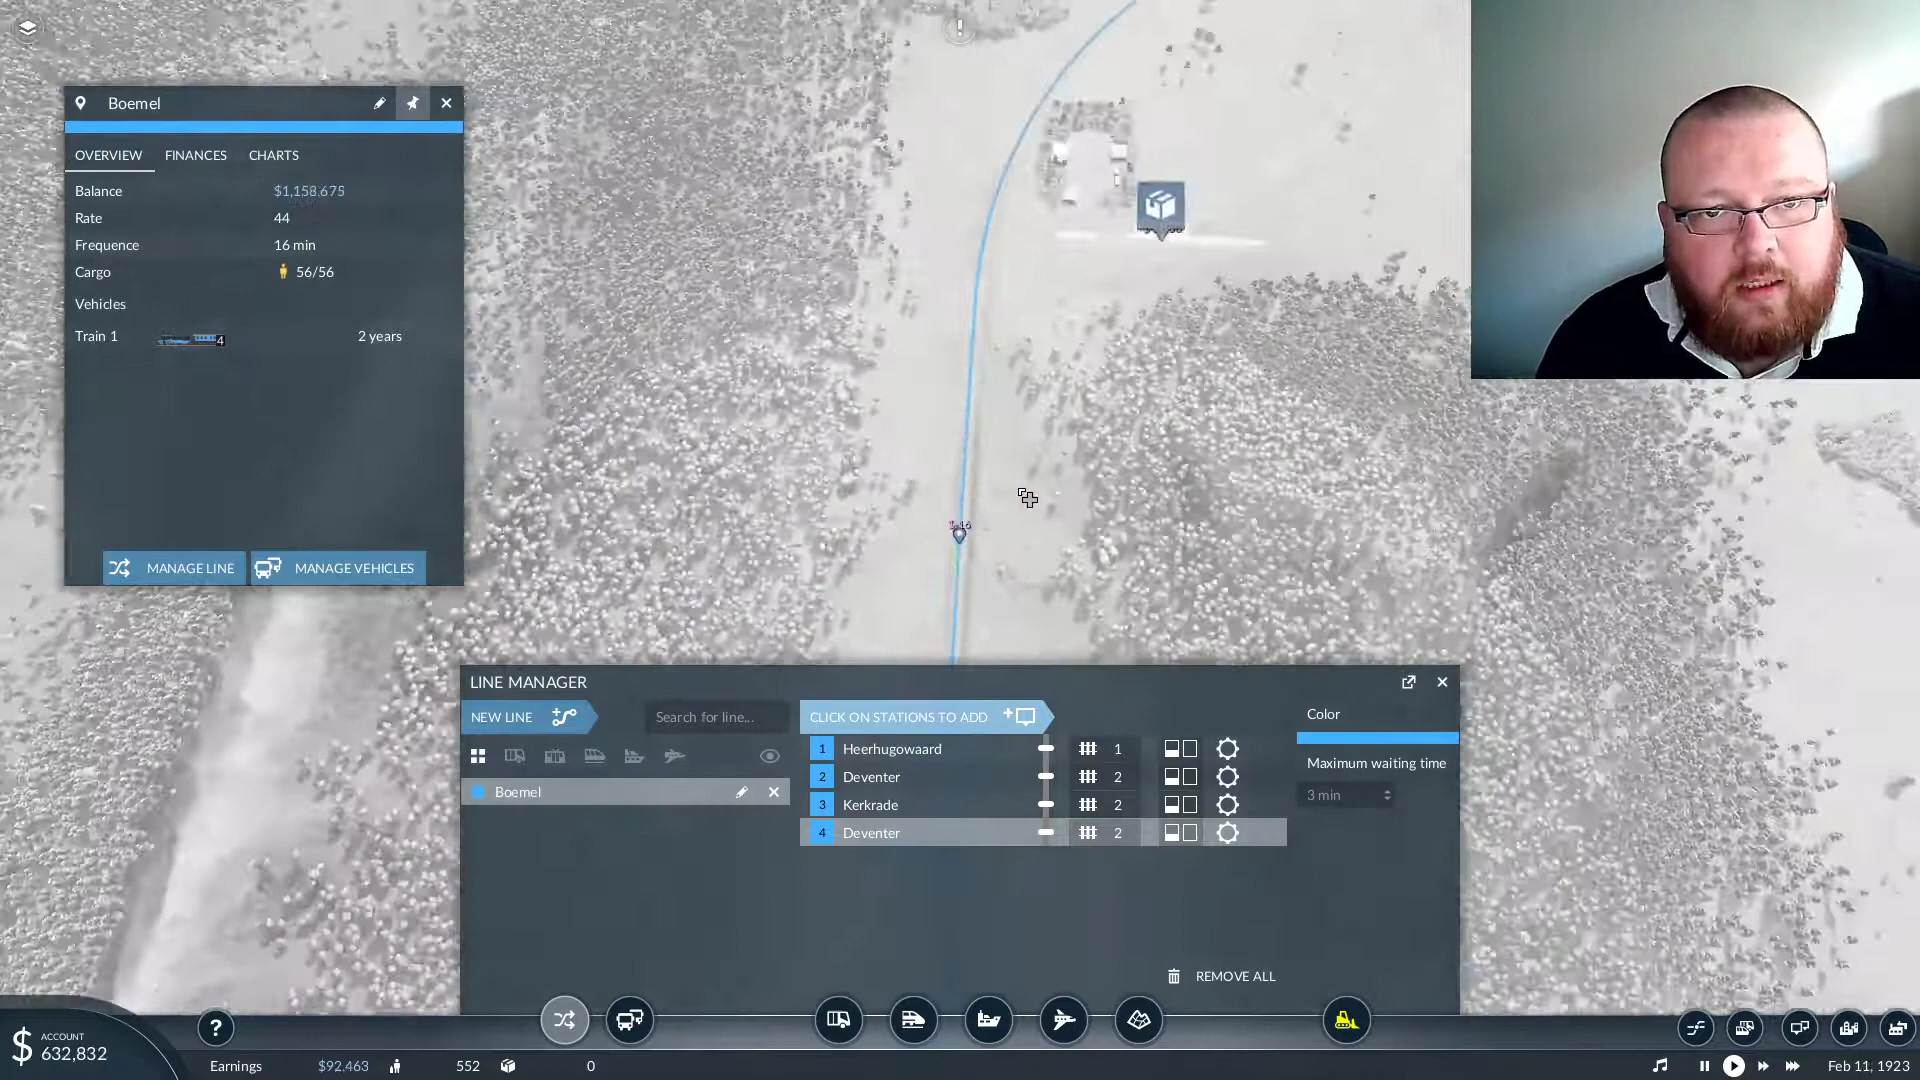 Boemel
OVERVIEW FINANCES CHARTS
Balance $1,158,675
Rate 44
Frequence 16 min
Cargo 56/56
Vehicles
Train 1 4 2 years
MANAGE LINE MANAGE VEHICLES
LINE MANAGER
NEW LINE Search for line... CLICK ON STATIONS TO ADD
Color
1 Heerhugowaard 1
2 Deventer 2
3 Kerkrade 2
4 Deventer 2
Maximum waiting time
3 min
Boemel
REMOVE ALL
?
$ ACCOUNT
632,832
Earnings $92,463 552 0
Feb 11, 1923